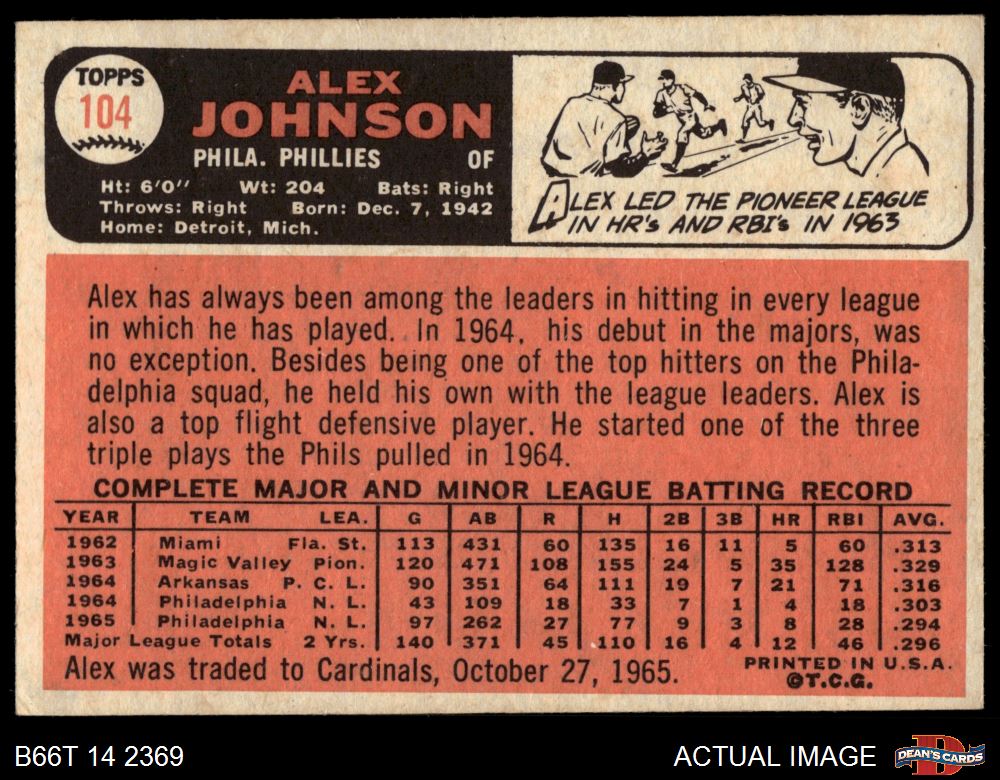 TOPPS
104
ALEX
JOHNSON
PHILA. PHILLIES OF
Ht: 6'0" Wt: 204 Bats: Right
Throws: Right Born: Dec. 7, 1942
Home: Detroit, Mich.
ALEX LED THE PIONEER LEAGUE
IN HR's AND RBI's IN 1963
Alex has always been among the leaders in hitting in every league
in which he has played. In 1964, his debut in the majors, was
no exception. Besides being one of the top hitters on the Phila-
delphia squad, he held his own with the league leaders. Alex is
also a top flight defensive player. He started one of the three
triple plays the Phils pulled in 1964.
COMPLETE MAJOR AND MINOR LEAGUE BATTING RECORD
YEAR TEAM LEA. G AB R H 2B 3B HR RBI AVG.
1962 Miami Fla. St. 113 431 60 135 16 11 5 60 .313
1963 Magic Valley Pion. 120 471 108 155 24 5 35 128 .329
1964 Arkansas P. C. L. 90 351 64 111 19 7 21 71 .316
1964 Philadelphia N. L. 43 109 18 33 7 1 4 18 .303
1965 Philadelphia N. L. 97 262 27 77 9 3 8 28 .294
Major League Totals 2 Yrs. 140 371 45 110 16 4 12 46 .296
Alex was traded to Cardinals, October 27, 1965.
PRINTED IN U.S.A.
©T.C.G.
B66T 14 2369
ACTUAL IMAGE
D
DEAN'S CARDS